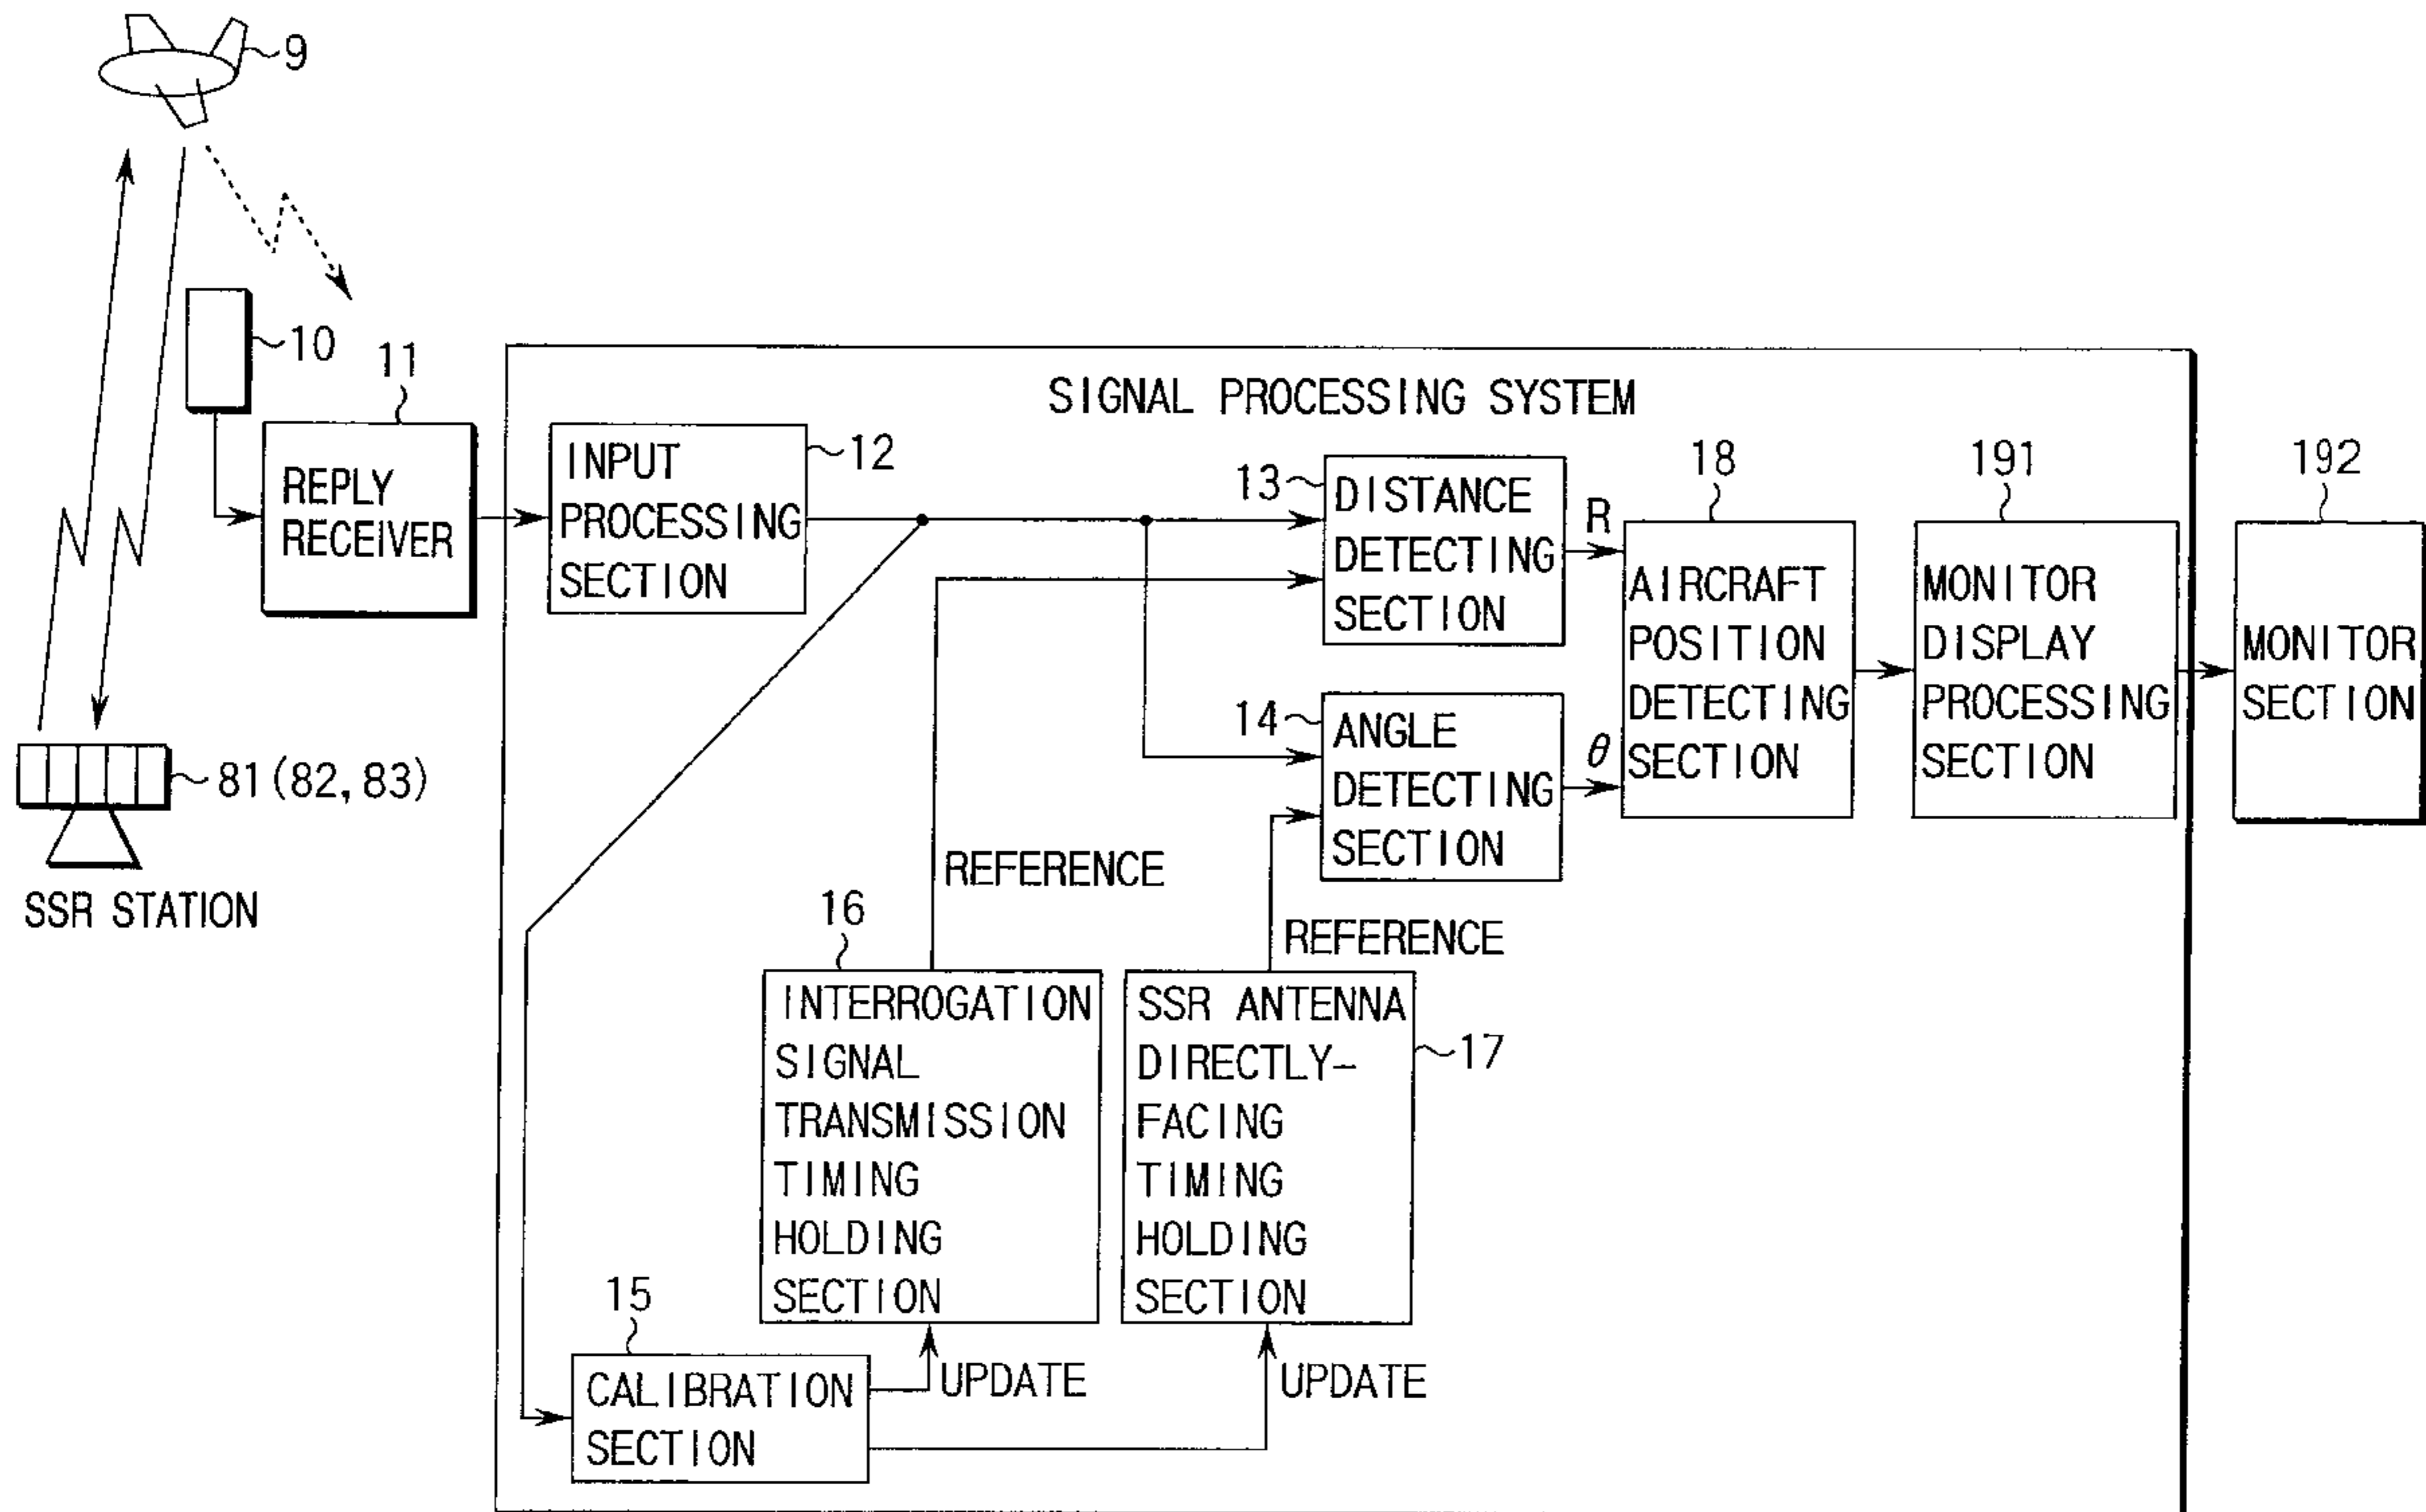 9
10
11
SIGNAL PROCESSING SYSTEM
REPLY
RECEIVER
INPUT
PROCESSING
SECTION
12
13
DISTANCE
DETECTING
SECTION
R
18
AIRCRAFT
POSITION
DETECTING
SECTION
191
MONITOR
DISPLAY
PROCESSING
SECTION
192
MONITOR
SECTION
14
ANGLE
DETECTING
SECTION
θ
81(82, 83)
SSR STATION
REFERENCE
REFERENCE
16
INTERROGATION
SIGNAL
TRANSMISSION
TIMING
HOLDING
SECTION
SSR ANTENNA
DIRECTLY-
FACING
TIMING
HOLDING
SECTION
17
15
CALIBRATION
SECTION
UPDATE
UPDATE